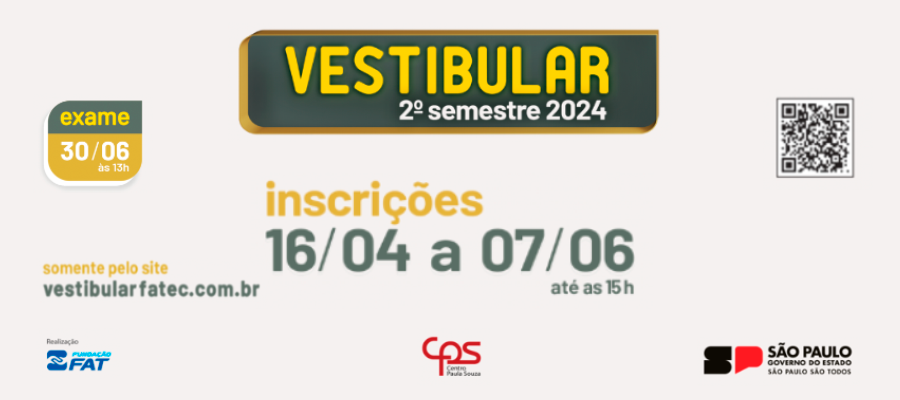 VESTIBULAR
2º semestre 2024
exame
30/06
às 13h
inscrições
16/04 a 07/06
até as 15h
somente pelo site
vestibularfatec.com.br
Realização
FUNDAÇÃO
FAT
CPS
Centro
Paula Souza
SP
SÃO PAULO
GOVERNO DO ESTADO
SÃO PAULO SÃO TODOS